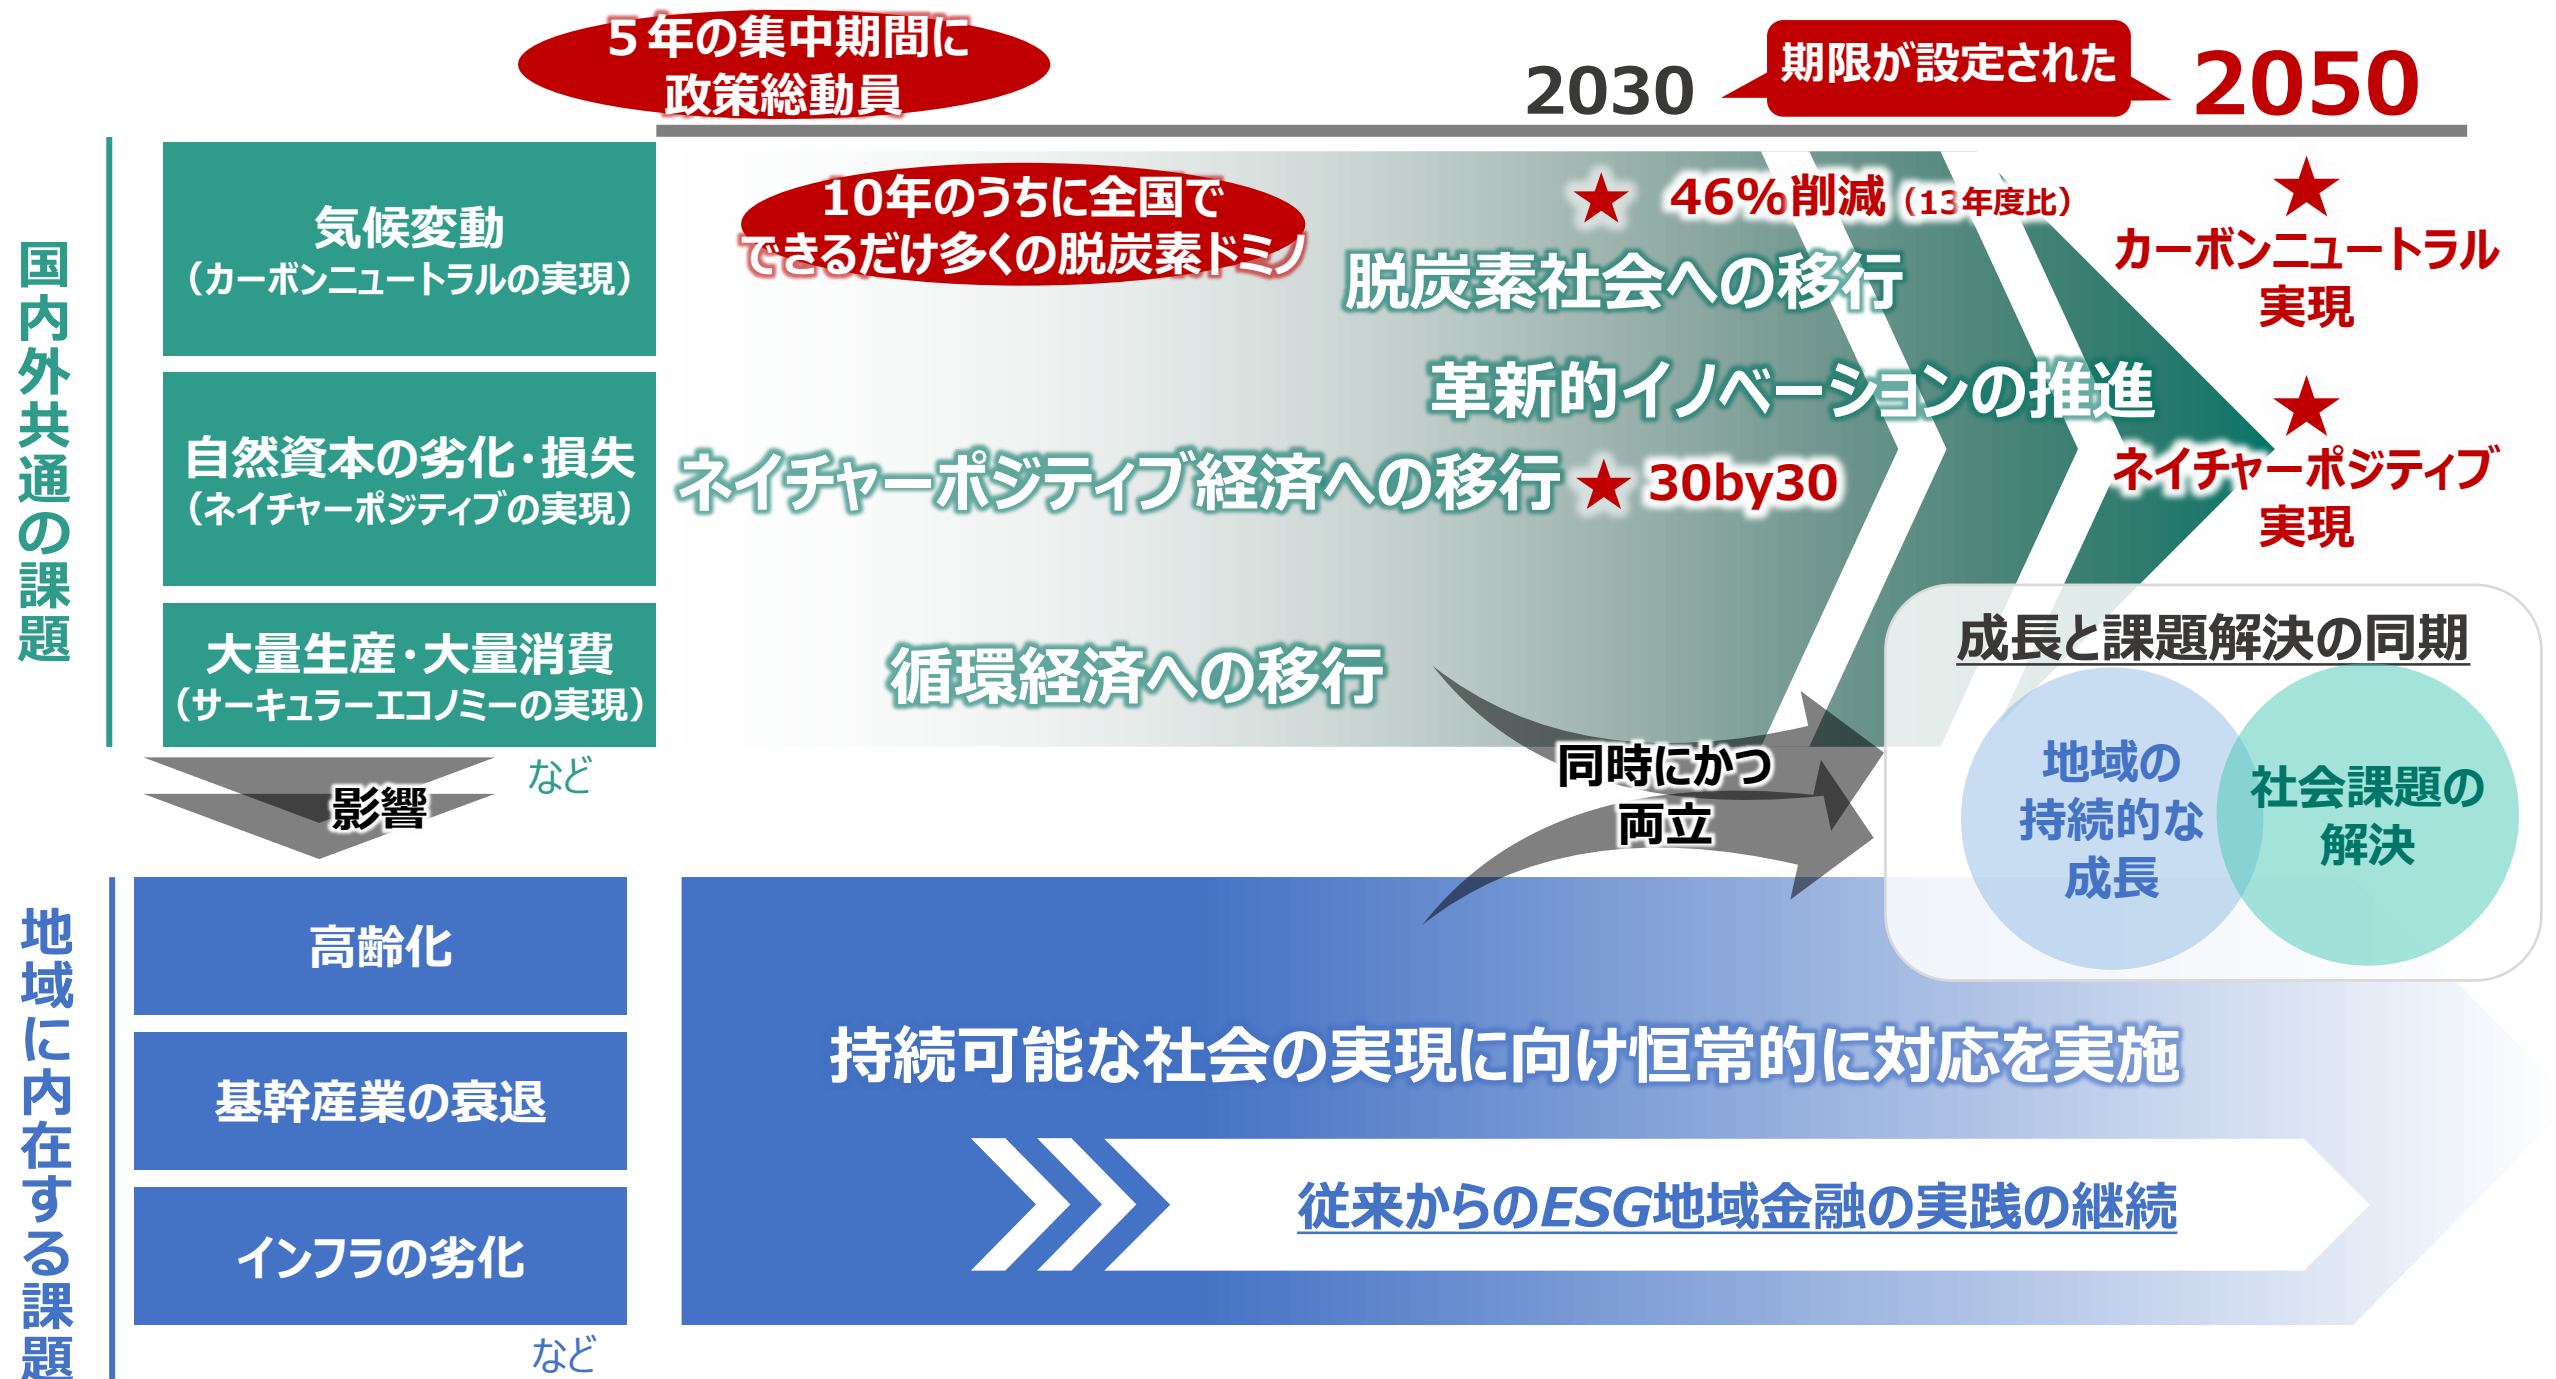 5年の集中期間に
政策総動員
2030
期限が設定された
2050
国内外共通の課題
気候変動
（カーボンニュートラルの実現）
10年のうちに全国で
できるだけ多くの脱炭素ドミノ
★ 46%削減（13年度比）
脱炭素社会への移行
★
カーボンニュートラル
実現
革新的イノベーションの推進
自然資本の劣化・損失
（ネイチャーポジティブの実現）
ネイチャーポジティブ経済への移行 ★ 30by30
★
ネイチャーポジティブ
実現
大量生産・大量消費
（サーキュラーエコノミーの実現）
循環経済への移行
など
影響
同時にかつ
両立
成長と課題解決の同期
地域の
持続的な
成長
社会課題の
解決
地域に内在する課題
高齢化
基幹産業の衰退
インフラの劣化
など
持続可能な社会の実現に向け恒常的に対応を実施
従来からのESG地域金融の実践の継続